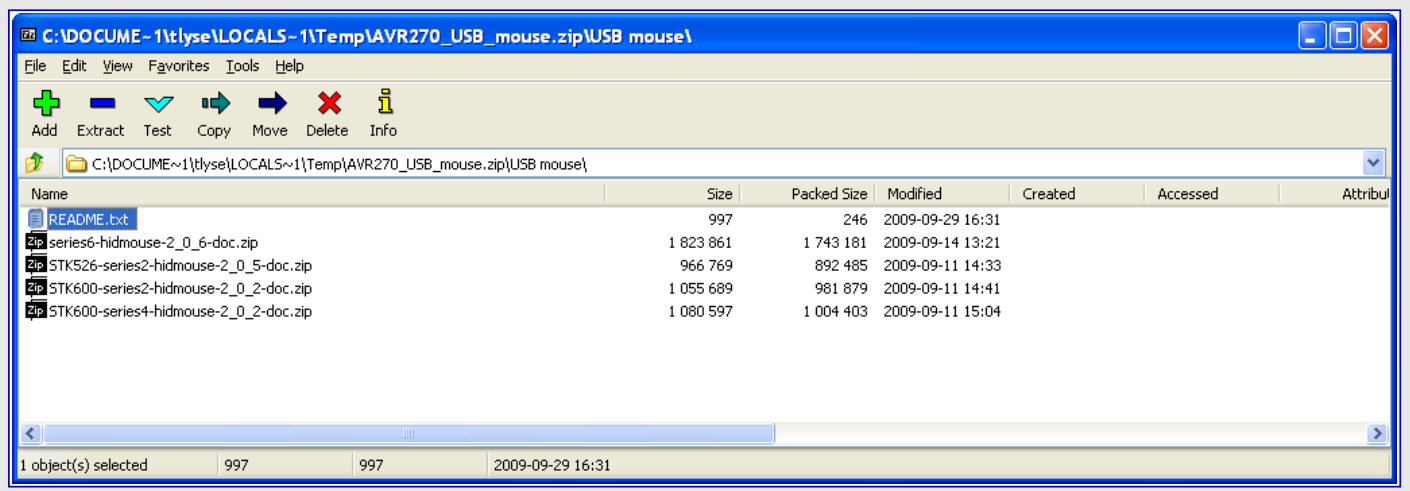 C:\DOCUME~1\tlyse\LOCALS~1\Temp\AVR270_USB_mouse.zip\USB mouse\
File Edit View Favorites Tools Help
Add Extract Test Copy Move Delete Info
C:\DOCUME~1\tlyse\LOCALS~1\Temp\AVR270_USB_mouse.zip\USB mouse\
Name Size Packed Size Modified Created Accessed Attribu
README.txt 997 246 2009-09-29 16:31
Zip series6-hidmouse-2_0_6-doc.zip 1 823 861 1 743 181 2009-09-14 13:21
Zip STK526-series2-hidmouse-2_0_5-doc.zip 966 769 892 485 2009-09-11 14:33
Zip STK600-series2-hidmouse-2_0_2-doc.zip 1 055 689 981 879 2009-09-11 14:41
Zip STK600-series4-hidmouse-2_0_2-doc.zip 1 080 597 1 004 403 2009-09-11 15:04
1 object(s) selected 997 997 2009-09-29 16:31